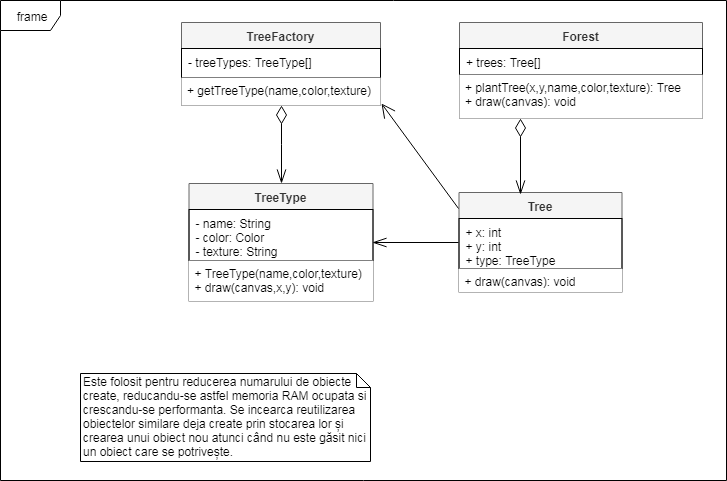 frame
TreeFactory
- treeTypes: TreeType[]
+ getTreeType(name,color,texture)
Forest
+ trees: Tree[]
+ plantTree(x,y,name,color,texture): Tree
+ draw(canvas): void
TreeType
- name: String
- color: Color
- texture: String
+ TreeType(name,color,texture)
+ draw(canvas,x,y): void
Tree
+ x: int
+ y: int
+ type: TreeType
+ draw(canvas): void
Este folosit pentru reducerea numarului de obiecte
create, reducandu-se astfel memoria RAM ocupata si
crescandu-se performanta. Se incearca reutilizarea
obiectelor similare deja create prin stocarea lor și
crearea unui obiect nou atunci când nu este găsit nici
un obiect care se potrivește.